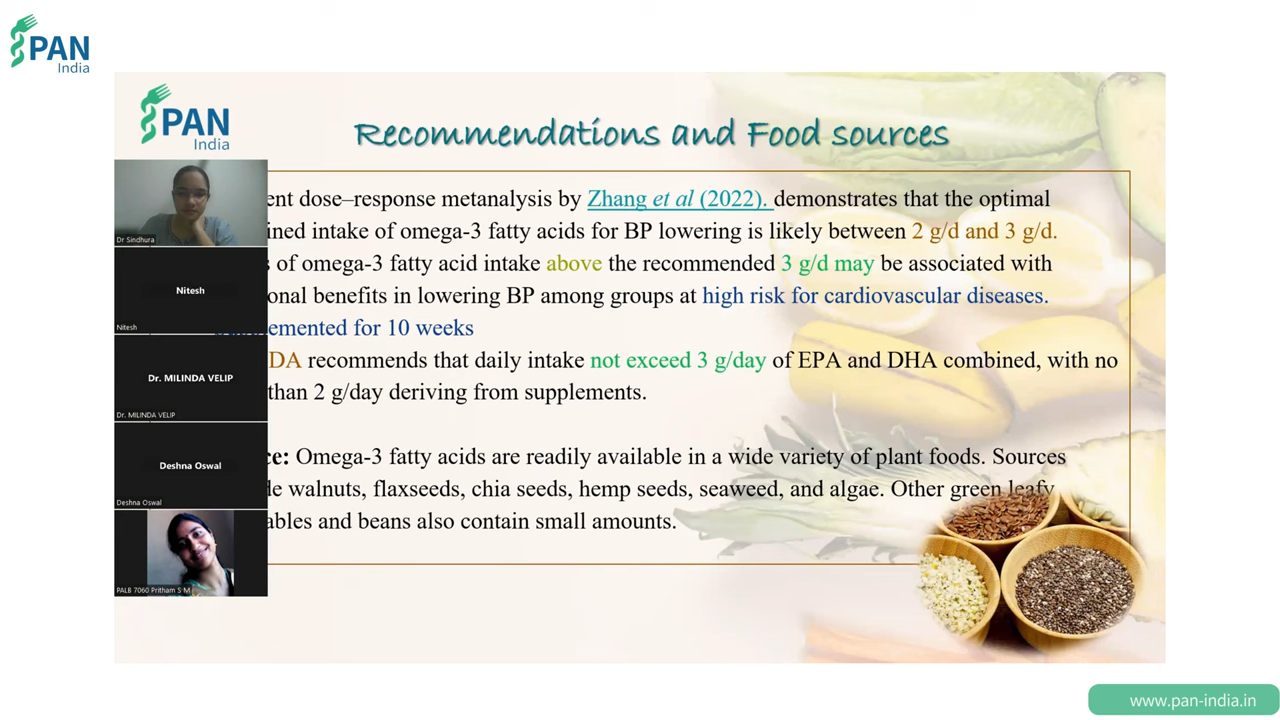 PAN
India
PAN
India
Recommendations and Food sources
ent dose–response metanalysis by Zhang et al (2022). demonstrates that the optimal
ined intake of omega-3 fatty acids for BP lowering is likely between 2 g/d and 3 g/d.
s of omega-3 fatty acid intake above the recommended 3 g/d may be associated with
onal benefits in lowering BP among groups at high risk for cardiovascular diseases.
emented for 10 weeks
DA recommends that daily intake not exceed 3 g/day of EPA and DHA combined, with no
than 2 g/day deriving from supplements.
ce: Omega-3 fatty acids are readily available in a wide variety of plant foods. Sources
de walnuts, flaxseeds, chia seeds, hemp seeds, seaweed, and algae. Other green leafy
ables and beans also contain small amounts.
Dr Sindhura
Nitesh
Nitesh
Dr. MILINDA VELIP
Dr. MILINDA VELIP
Deshna Oswal
Deshna Oswal
PALB 7060 Pritham S M
www.pan-india.in